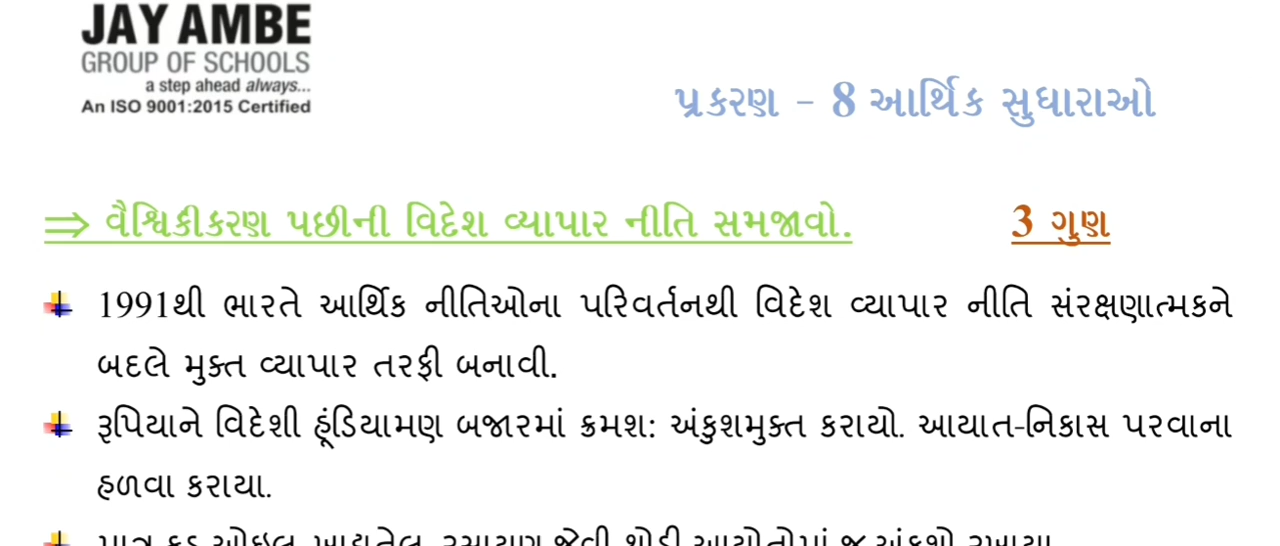 JAY AMBE
GROUP OF SCHOOLS
a step ahead always...
An ISO 9001:2015 Certified
પ્રકરણ - 8 આર્થિક સુધારાઓ
⇒ વૈશ્વિકીકરણ પછીની વિદેશ વ્યાપાર નીતિ સમજાવો. 3 ગુણ
1991થી ભારતે આર્થિક નીતિઓના પરિવર્તનથી વિદેશ વ્યાપાર નીતિ સંરક્ષણાત્મકને
બદલે મુક્ત વ્યાપાર તરફી બનાવી.
રૂપિયાને વિદેશી હૂંડિયામણ બજારમાં ક્રમશ: અંકુશમુક્ત કરાયો. આયાત-નિકાસ પરવાના
હળવા કરાયા.